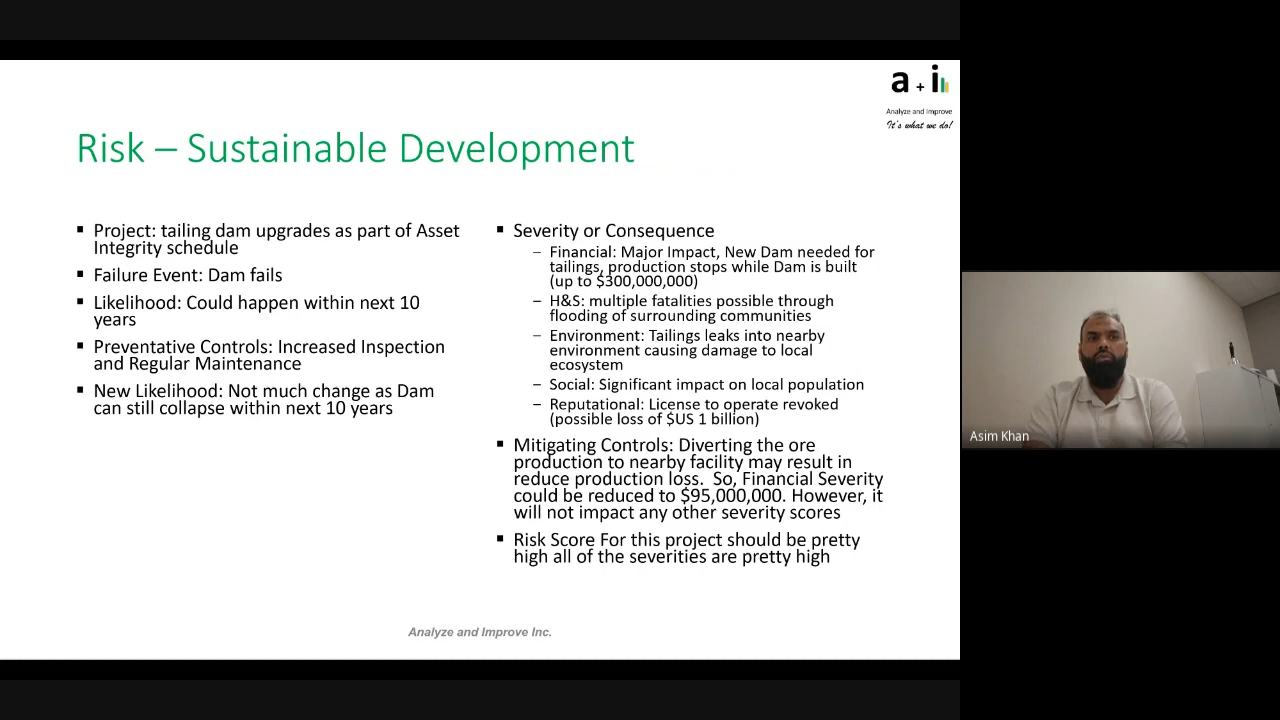 a + i
Analyze and Improve
It's what we do!
Risk – Sustainable Development
Project: tailing dam upgrades as part of Asset
Integrity schedule
Failure Event: Dam fails
Likelihood: Could happen within next 10
years
Preventative Controls: Increased Inspection
and Regular Maintenance
New Likelihood: Not much change as Dam
can still collapse within next 10 years
Severity or Consequence
– Financial: Major Impact, New Dam needed for
tailings, production stops while Dam is built
(up to $300,000,000)
– H&S: multiple fatalities possible through
flooding of surrounding communities
– Environment: Tailings leaks into nearby
environment causing damage to local
ecosystem
– Social: Significant impact on local population
– Reputational: License to operate revoked
(possible loss of $US 1 billion)
Mitigating Controls: Diverting the ore
production to nearby facility may result in
reduce production loss. So, Financial Severity
could be reduced to $95,000,000. However, it
will not impact any other severity scores
Risk Score For this project should be pretty
high all of the severities are pretty high
Analyze and Improve Inc.
Asim Khan